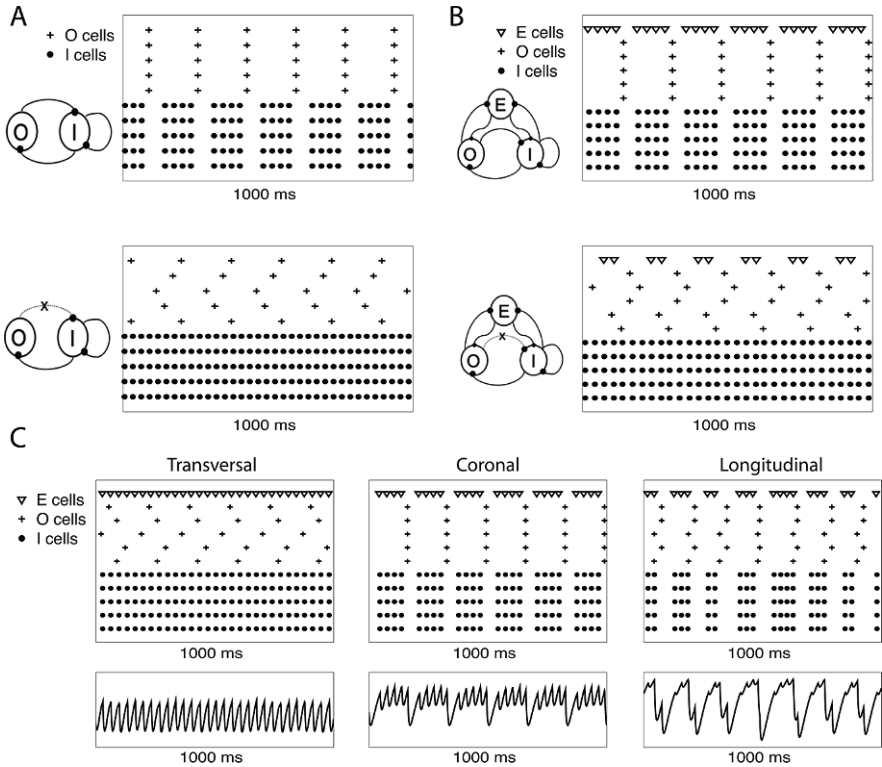 A
O cells
I cells
O I
1000 ms
x
O I
1000 ms
B
E cells
O cells
I cells
E
O I
1000 ms
E
x
O I
1000 ms
C
Transversal Coronal Longitudinal
E cells
O cells
I cells
1000 ms 1000 ms 1000 ms
1000 ms 1000 ms 1000 ms